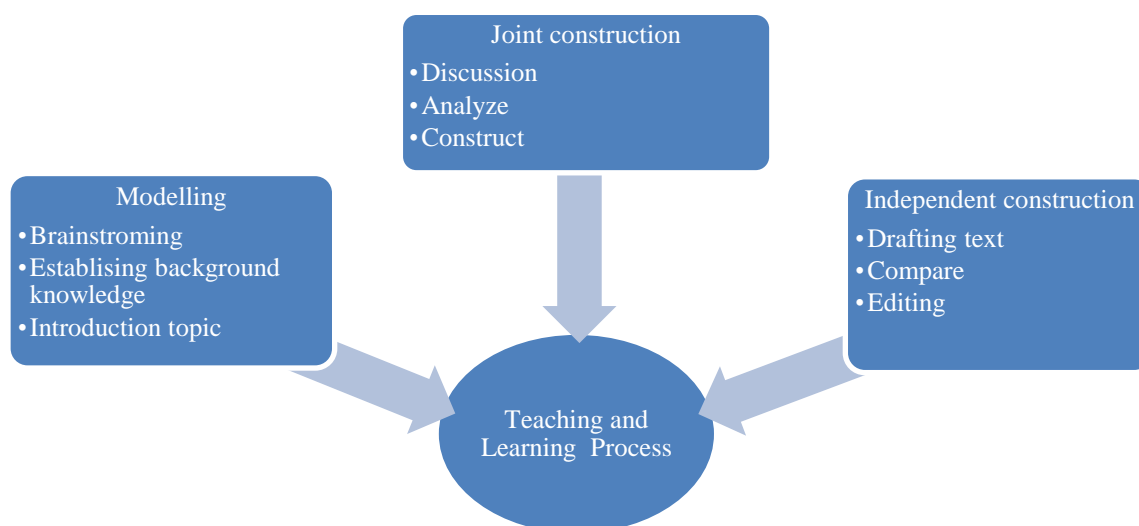 Joint construction
•Discussion
•Analyze
•Construct
Modelling
•Brainstroming
•Establising background
knowledge
•Introduction topic
Independent construction
•Drafting text
•Compare
•Editing
Teaching and
Learning Process